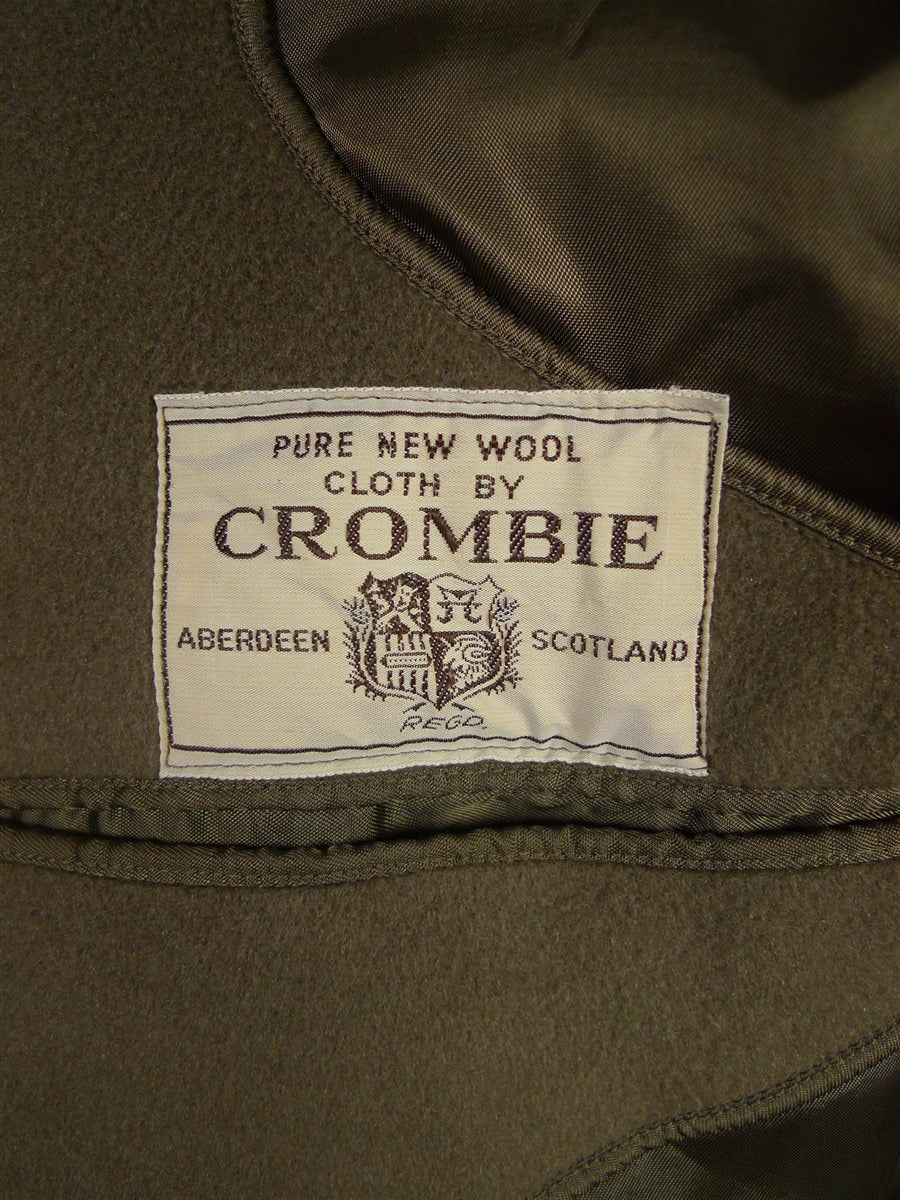 PURE NEW WOOL
CLOTH BY
CROMBIE
ABERDEEN SCOTLAND
REGD.